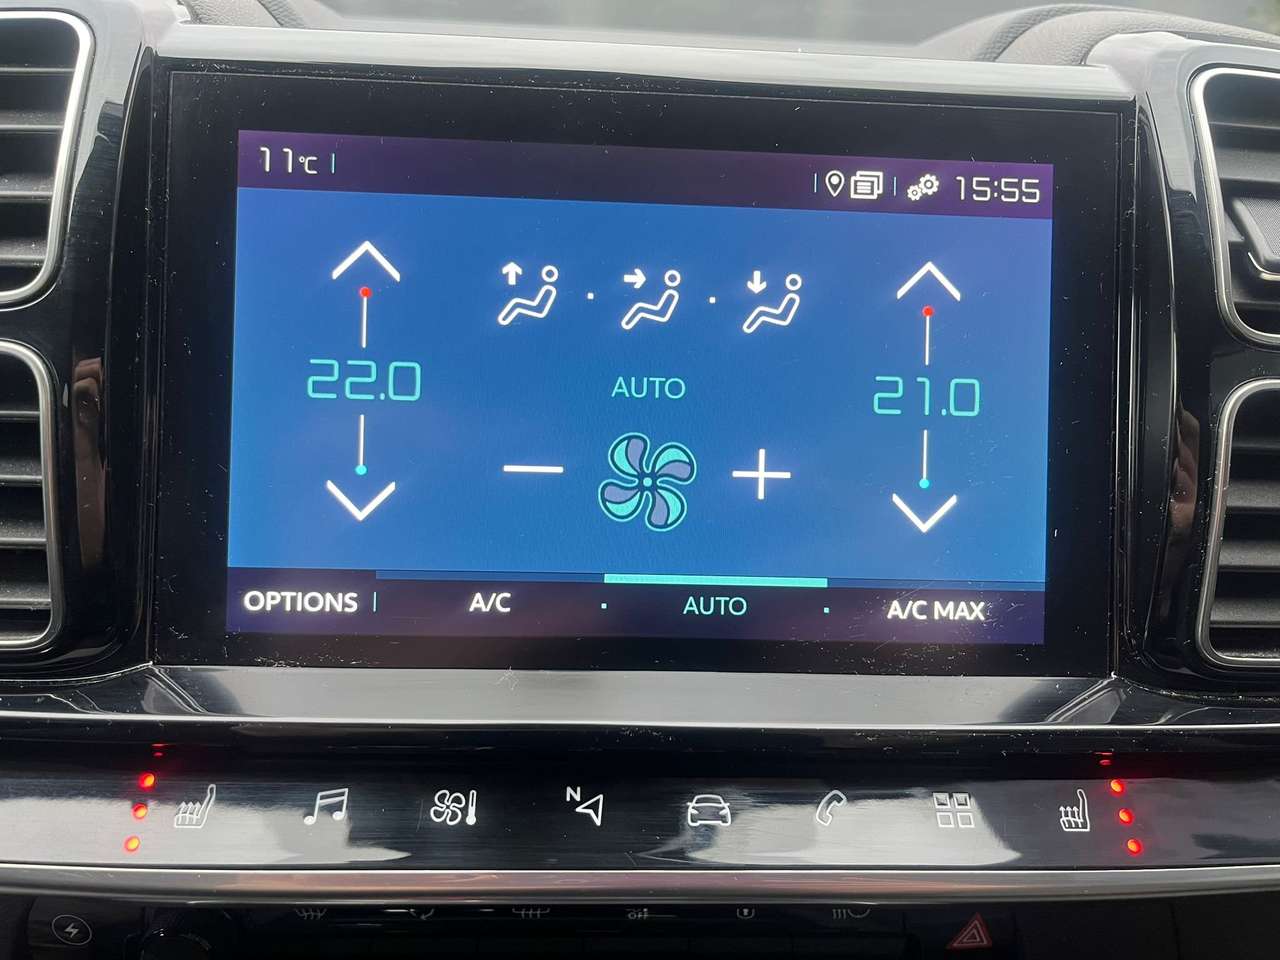 11°C
15:55
22.0
AUTO
21.0
OPTIONS A/C AUTO A/C MAX
N